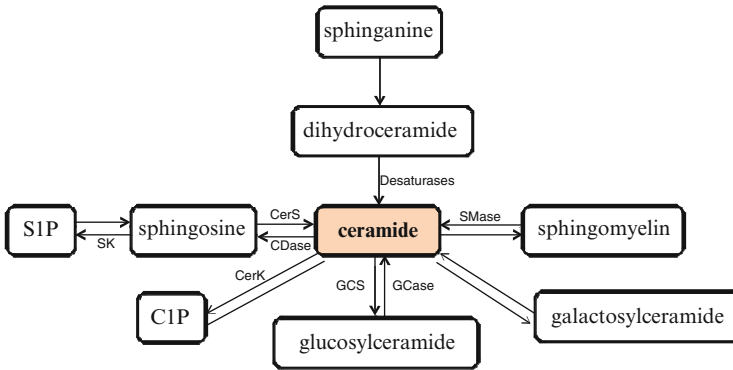 sphinganine
dihydroceramide
Desaturases
S1P
SK
sphingosine
CerS
CDase
ceramide
SMase
sphingomyelin
CerK
C1P
GCS
GCase
glucosylceramide
galactosylceramide